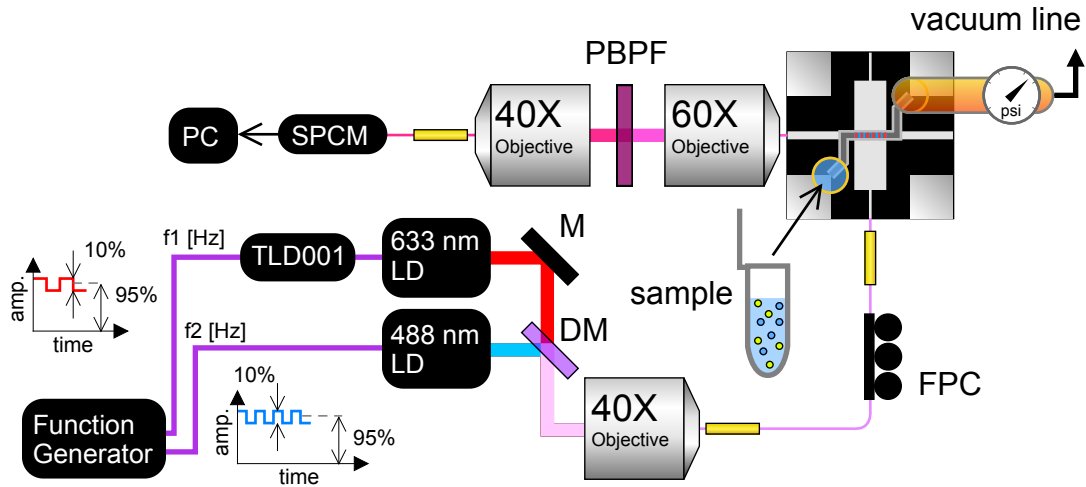 vacuum line
PBPF
40X
Objective
60X
Objective
psi
PC
SPCM
M
f1 [Hz]
TLD001
633 nm
LD
10%
amp.
95%
time
sample
f2 [Hz]
488 nm
LD
DM
FPC
10%
40X
Objective
Function
Generator
amp.
95%
time